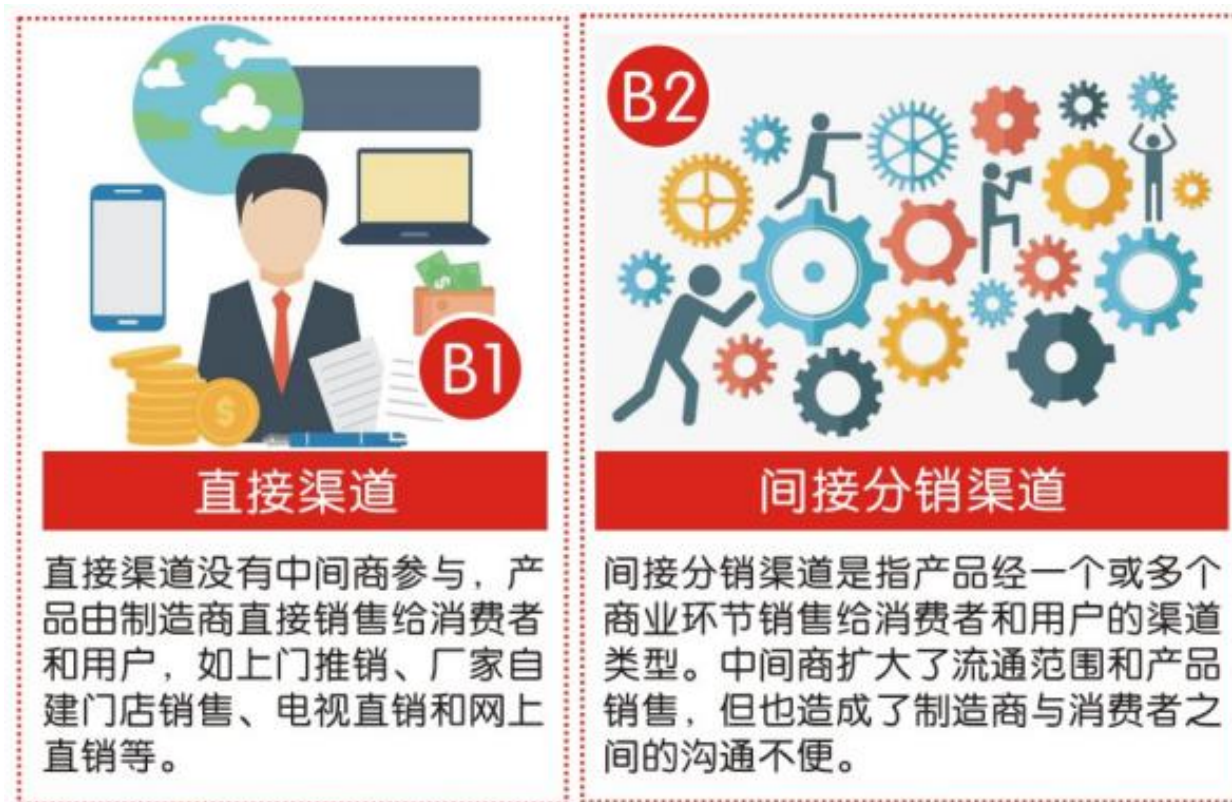 B1
直接渠道
直接渠道没有中间商参与，产
品由制造商直接销售给消费者
和用户，如上门推销、厂家自
建门店销售、电视直销和网上
直销等。
B2
间接分销渠道
间接分销渠道是指产品经一个或多个
商业环节销售给消费者和用户的渠道
类型。中间商扩大了流通范围和产品
销售，但也造成了制造商与消费者之
间的沟通不便。